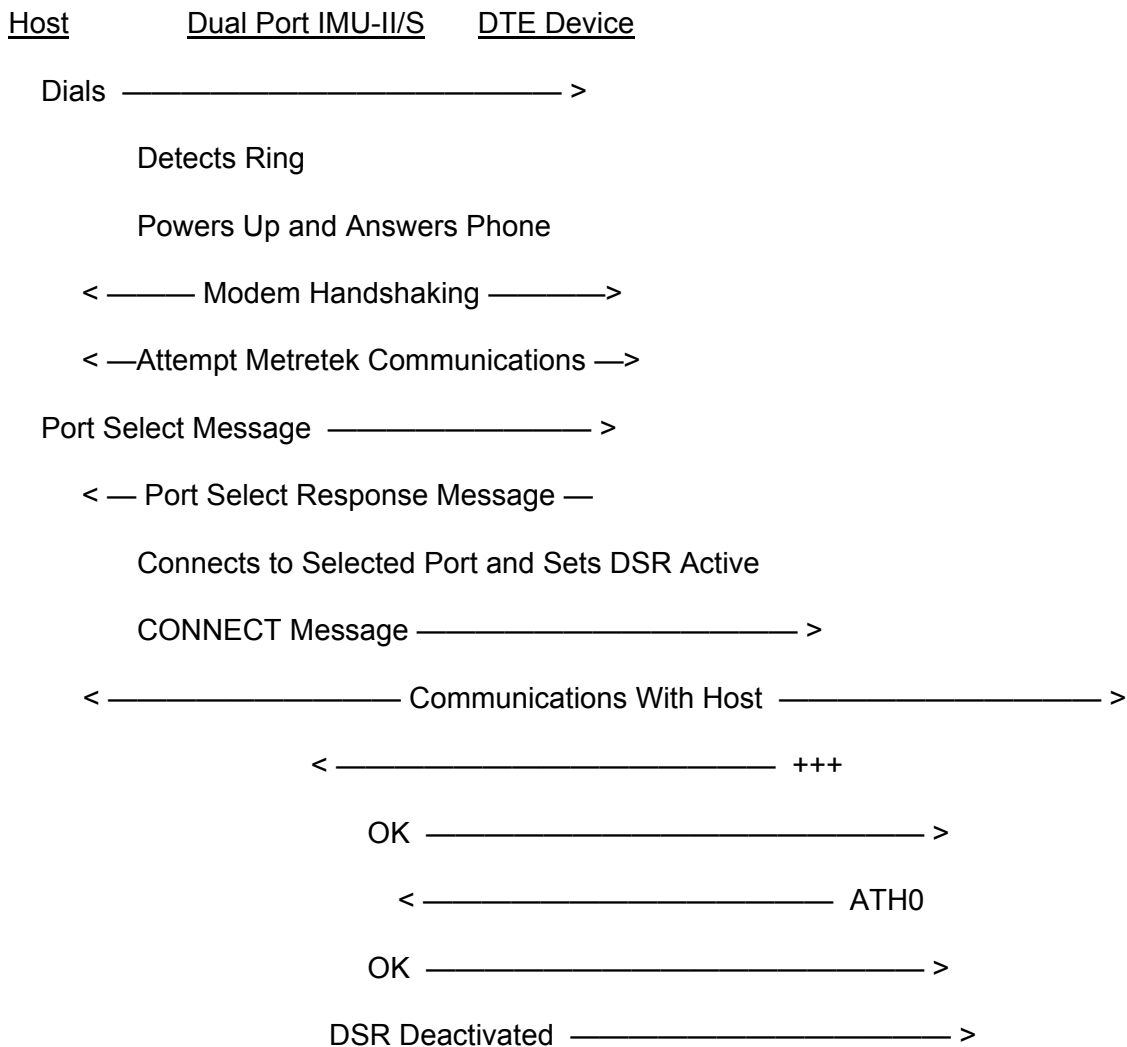 Host Dual Port IMU-II/S DTE Device
Dials ——————————————— >
Detects Ring
Powers Up and Answers Phone
< ——— Modem Handshaking ————>
< —Attempt Metretek Communications —>
Port Select Message ————————— >
< — Port Select Response Message —
Connects to Selected Port and Sets DSR Active
CONNECT Message ————————————— >
< —————————— Communications With Host ——————————— >
< ——————————————— +++
OK ————————————————— >
< —————————————— ATH0
OK ————————————————— >
DSR Deactivated ————————————— >